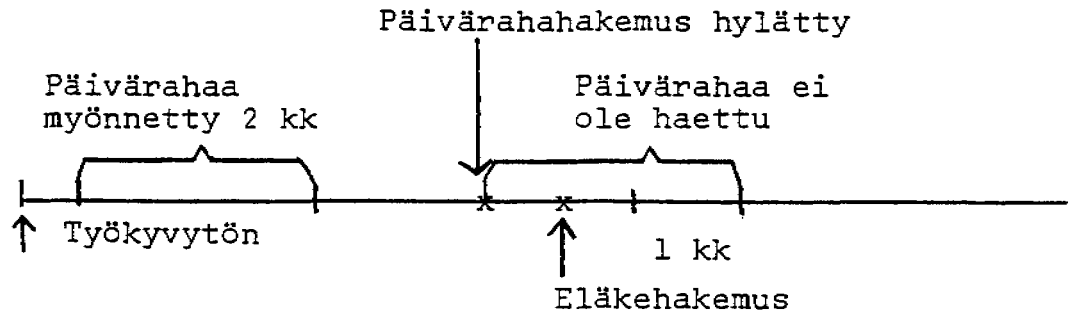 Päivärahahakemus hylätty
Päivärahaa
myönnetty 2 kk
Päivärahaa ei
ole haettu
x
x
Työkyvytön
1 kk
Eläkehakemus